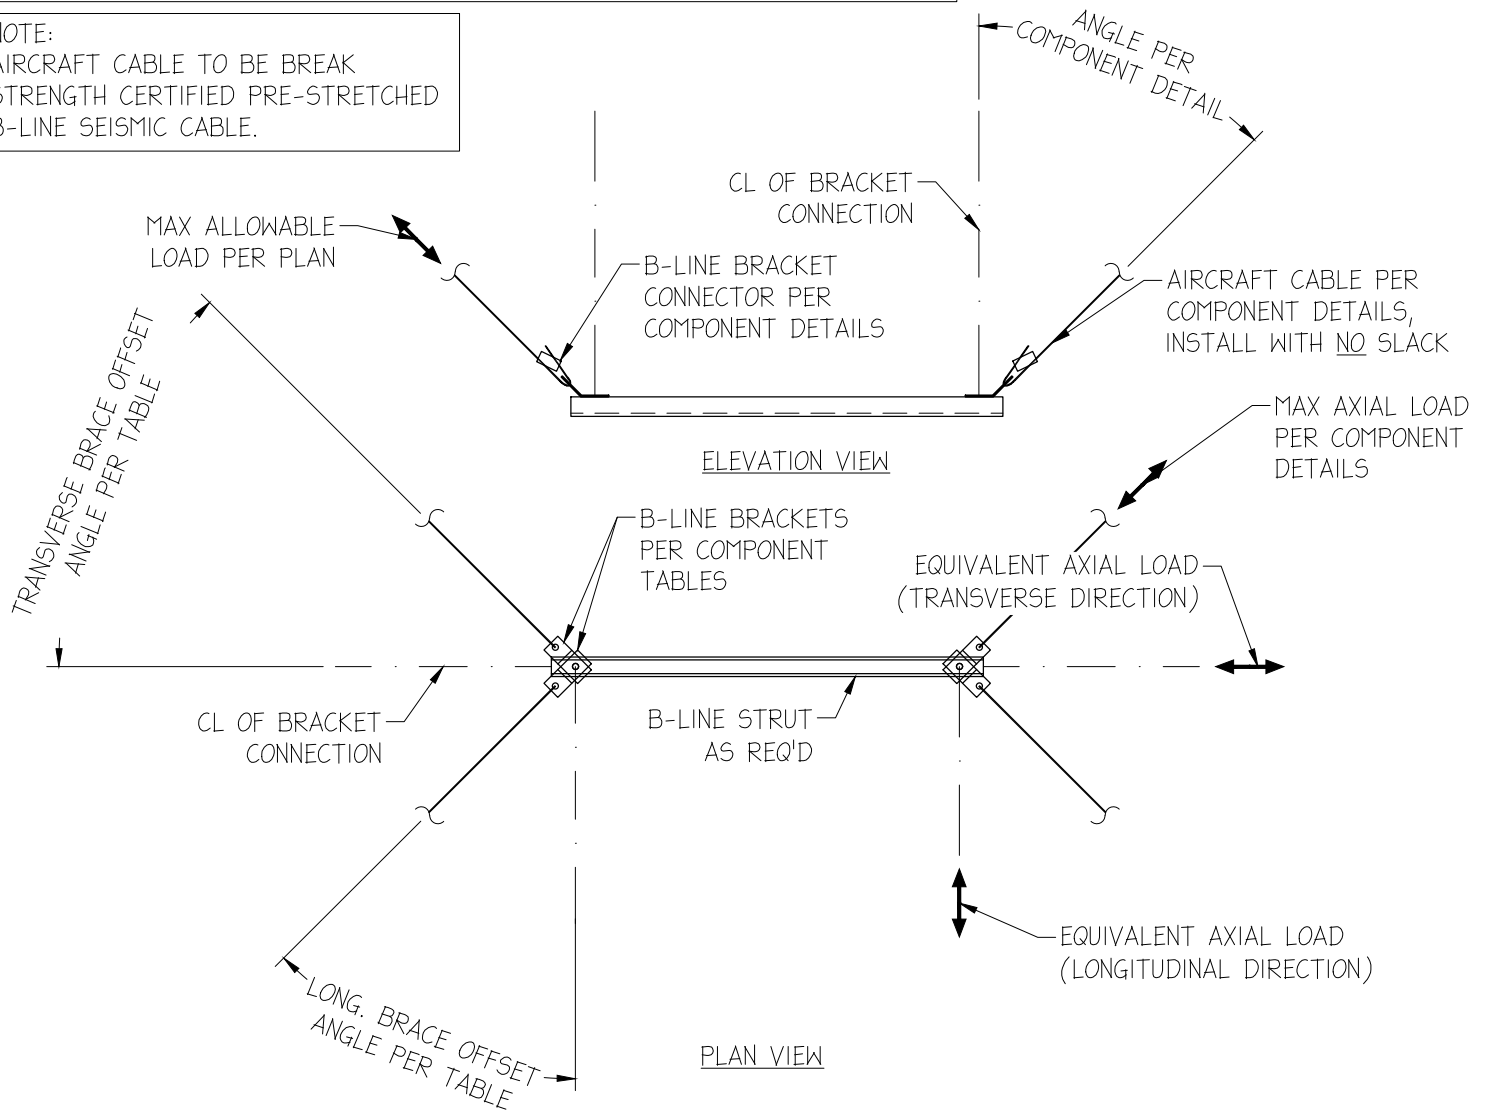 NOTE:
AIRCRAFT CABLE TO BE BREAK
STRENGTH CERTIFIED PRE-STRETCHED
B-LINE SEISMIC CABLE.
ANGLE PER
COMPONENT DETAIL
CL OF BRACKET
CONNECTION
MAX ALLOWABLE
LOAD PER PLAN
B-LINE BRACKET
CONNECTOR PER
COMPONENT DETAILS
AIRCRAFT CABLE PER
COMPONENT DETAILS,
INSTALL WITH NO SLACK
TRANSVERSE BRACE OFFSET
ANGLE PER TABLE
MAX AXIAL LOAD
PER COMPONENT
DETAILS
ELEVATION VIEW
B-LINE BRACKETS
PER COMPONENT
TABLES
EQUIVALENT AXIAL LOAD
(TRANSVERSE DIRECTION)
CL OF BRACKET
CONNECTION
B-LINE STRUT
AS REQ'D
EQUIVALENT AXIAL LOAD
(LONGITUDINAL DIRECTION)
LONG. BRACE OFFSET
ANGLE PER TABLE
PLAN VIEW